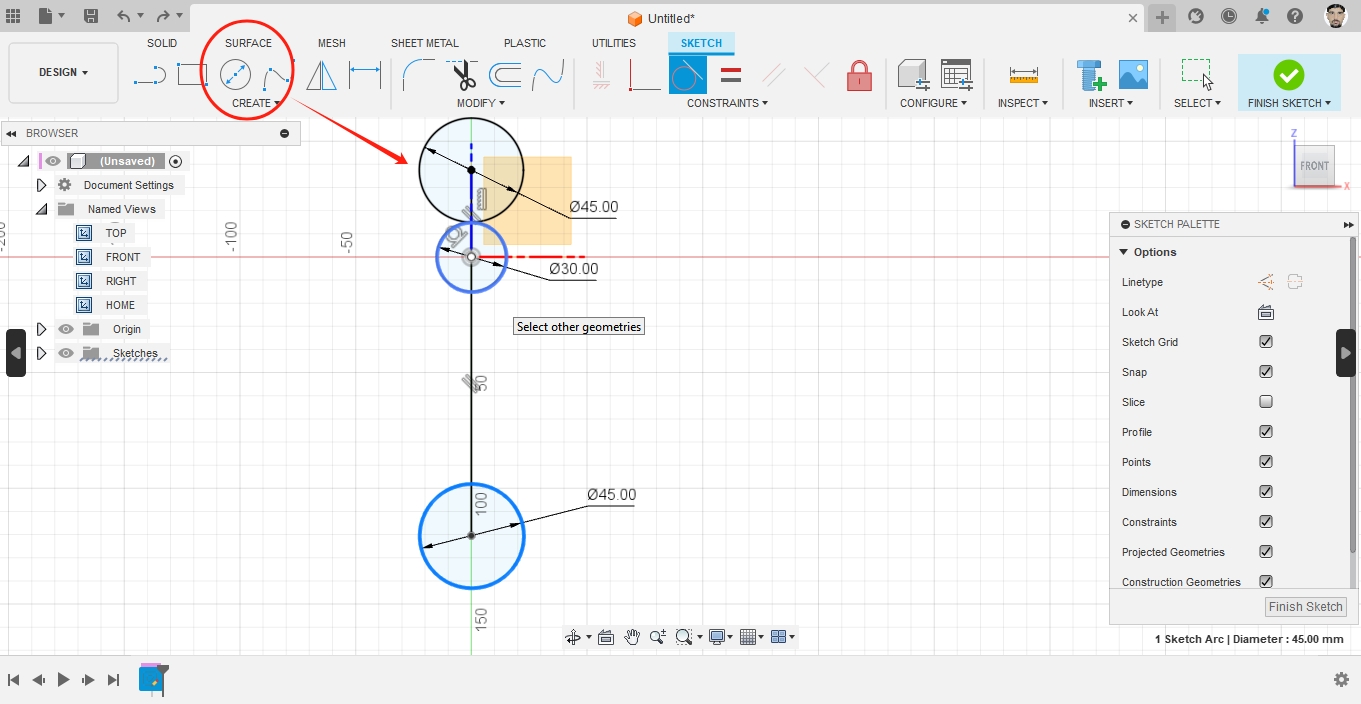 Untitled*
SOLID SURFACE MESH SHEET METAL PLASTIC UTILITIES SKETCH
DESIGN
CREATE MODIFY CONSTRAINTS CONFIGURE INSPECT INSERT SELECT FINISH SKETCH
BROWSER
(Unsaved)
Document Settings
Named Views
TOP
FRONT
RIGHT
HOME
Origin
Sketches
-200
-100
-50
Ø45.00
Ø30.00
Select other geometries
50
100
Ø45.00
150
Z
FRONT
X
SKETCH PALETTE
Options
Linetype
Look At
Sketch Grid
Snap
Slice
Profile
Points
Dimensions
Constraints
Projected Geometries
Construction Geometries
Finish Sketch
1 Sketch Arc | Diameter : 45.00 mm